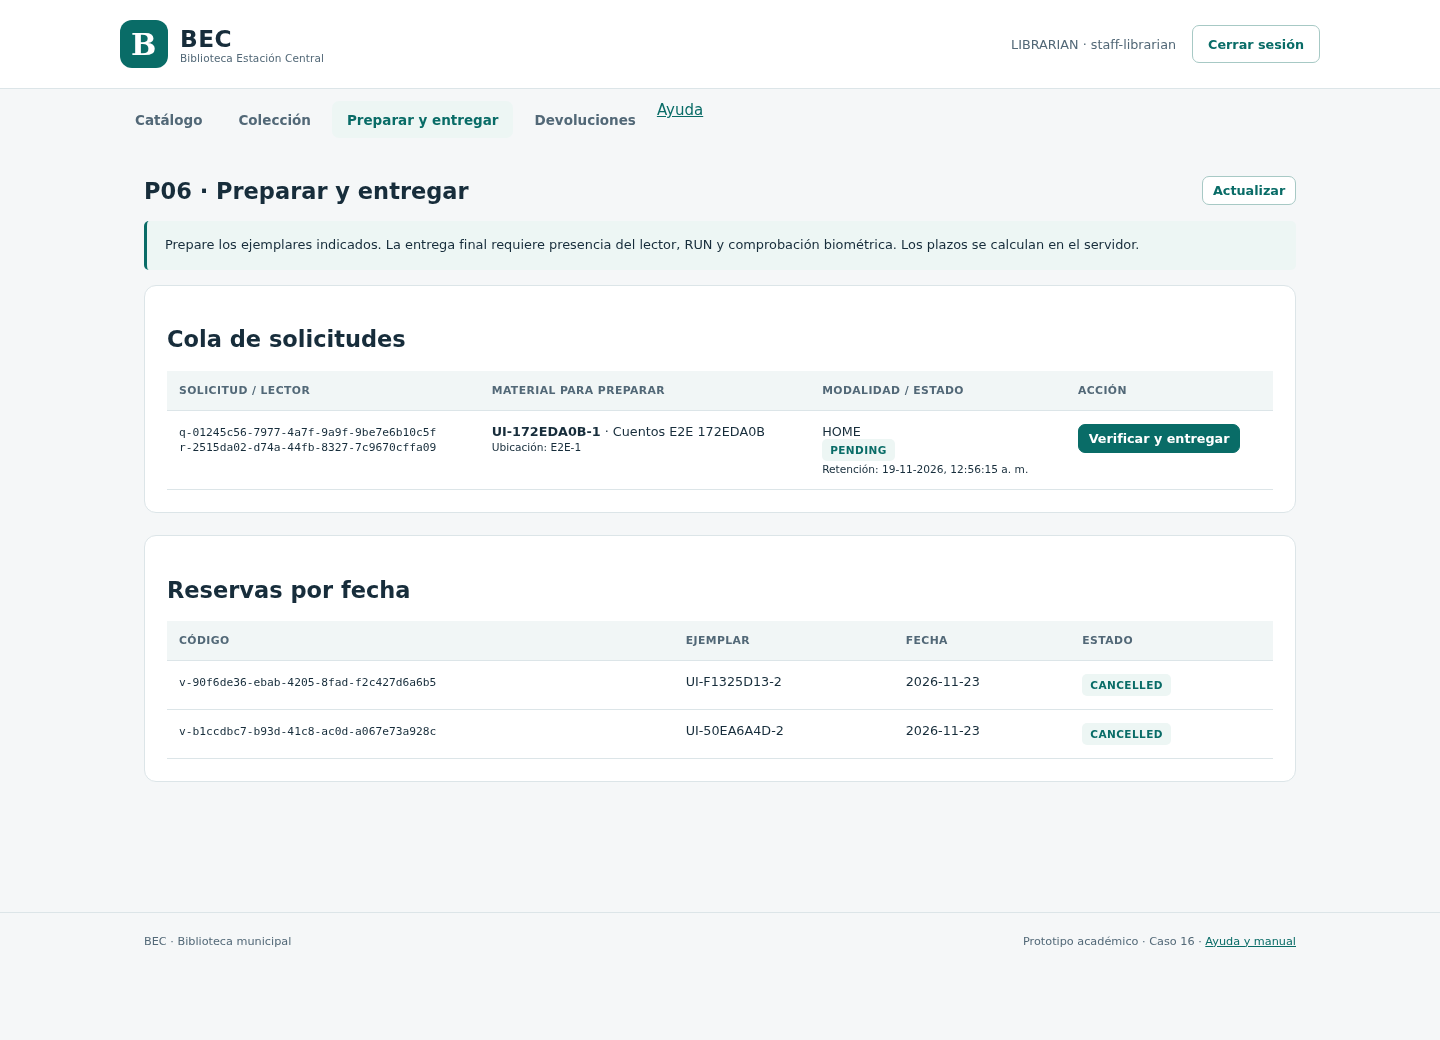 B
BEC
Biblioteca Estación Central
LIBRARIAN · staff-librarian
Cerrar sesión
Catálogo
Colección
Preparar y entregar
Devoluciones
Ayuda
P06 · Preparar y entregar
Actualizar
Prepare los ejemplares indicados. La entrega final requiere presencia del lector, RUN y comprobación biométrica. Los plazos se calculan en el servidor.
Cola de solicitudes
SOLICITUD / LECTOR
MATERIAL PARA PREPARAR
MODALIDAD / ESTADO
ACCIÓN
q-01245c56-7977-4a7f-9a9f-9be7e6b10c5f
r-2515da02-d74a-44fb-8327-7c9670cffa09
UI-172EDA0B-1 · Cuentos E2E 172EDA0B
Ubicación: E2E-1
HOME
PENDING
Retención: 19-11-2026, 12:56:15 a. m.
Verificar y entregar
Reservas por fecha
CÓDIGO
EJEMPLAR
FECHA
ESTADO
v-90f6de36-ebab-4205-8fad-f2c427d6a6b5
UI-F1325D13-2
2026-11-23
CANCELLED
v-b1ccdbc7-b93d-41c8-ac0d-a067e73a928c
UI-50EA6A4D-2
2026-11-23
CANCELLED
BEC · Biblioteca municipal
Prototipo académico · Caso 16 · Ayuda y manual